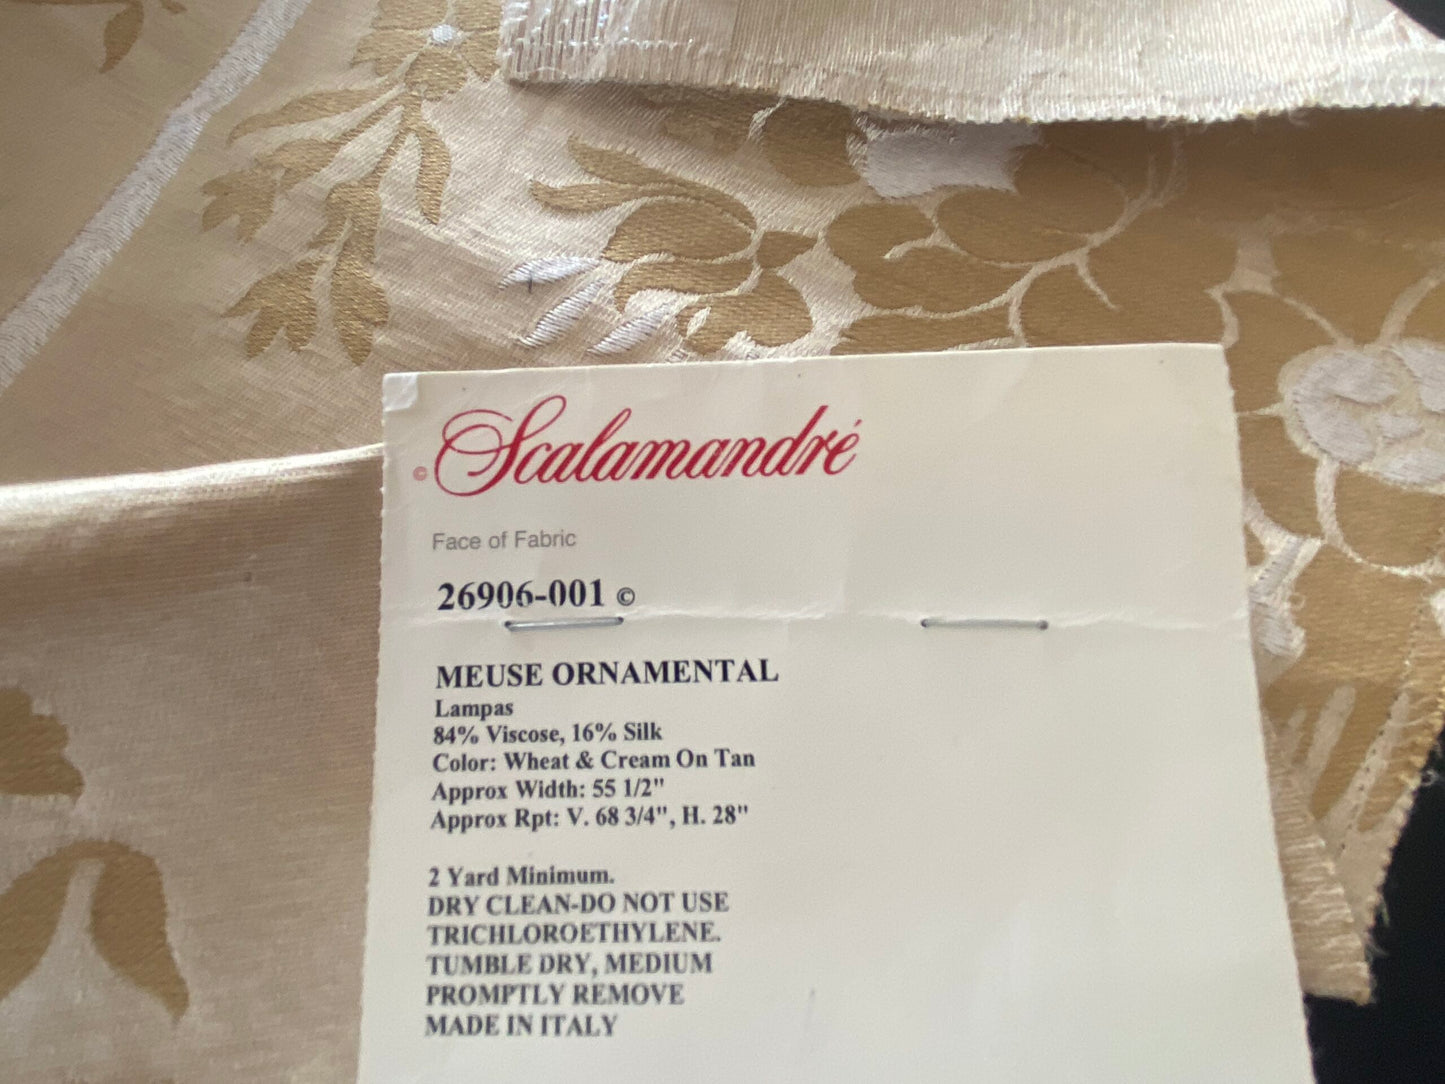 © Scalamandré
Face of Fabric
26906-001 ©
MEUSE ORNAMENTAL
Lampas
84% Viscose, 16% Silk
Color: Wheat & Cream On Tan
Approx Width: 55 1/2"
Approx Rpt: V. 68 3/4", H. 28"
2 Yard Minimum.
DRY CLEAN-DO NOT USE
TRICHLOROETHYLENE.
TUMBLE DRY, MEDIUM
PROMPTLY REMOVE
MADE IN ITALY